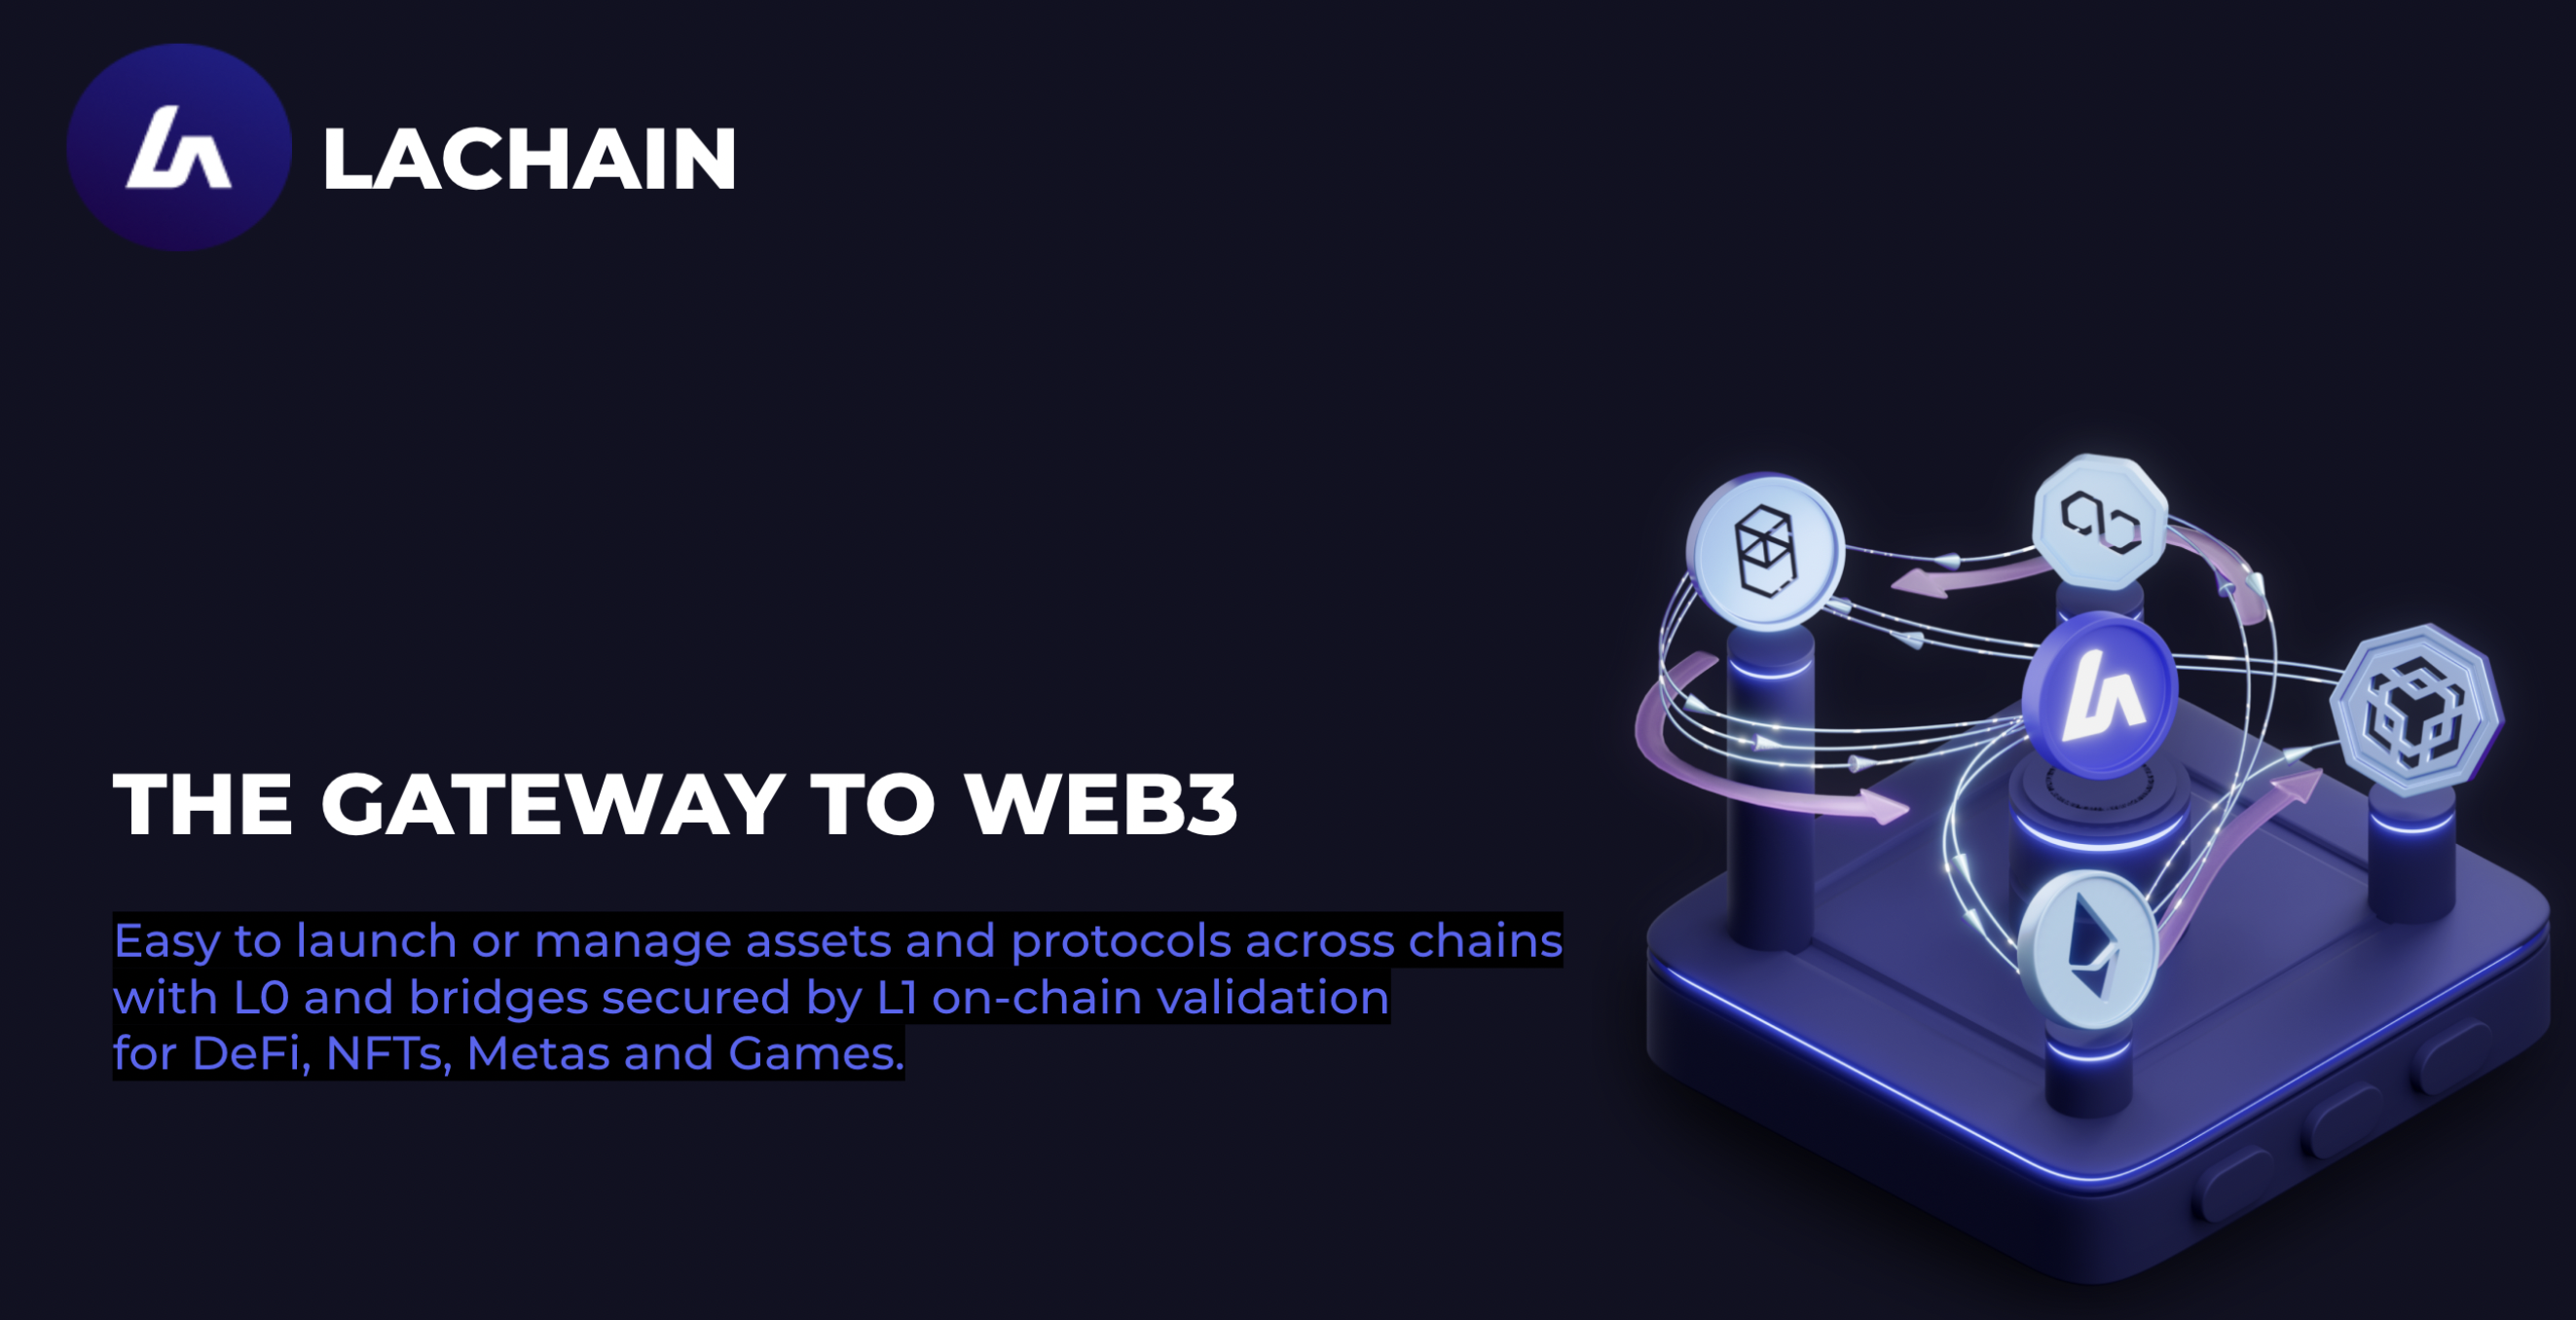 LACHAIN
THE GATEWAY TO WEB3
Easy to launch or manage assets and protocols across chains
with L0 and bridges secured by L1 on-chain validation
for DeFi, NFTs, Metas and Games.